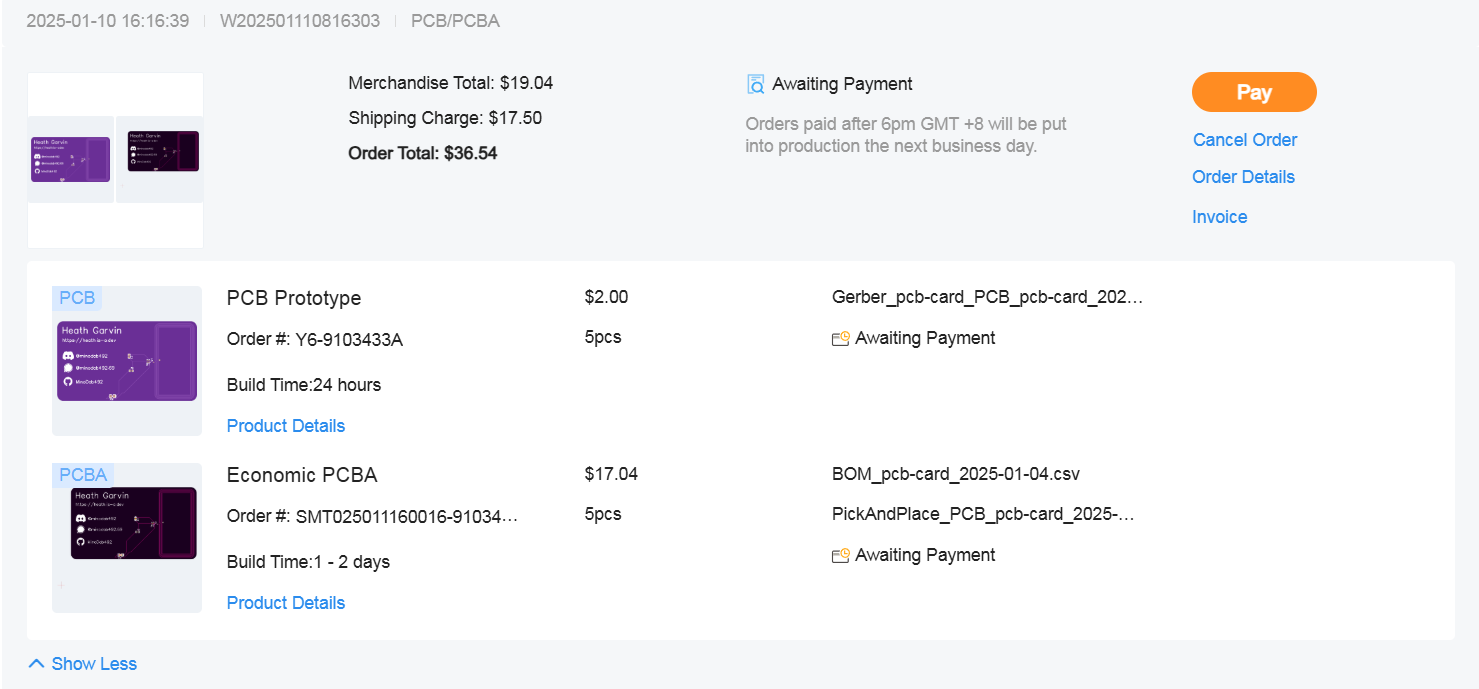 2025-01-10 16:16:39 W202501110816303 PCB/PCBA
Merchandise Total: $19.04
Shipping Charge: $17.50
Order Total: $36.54
Awaiting Payment
Orders paid after 6pm GMT +8 will be put
into production the next business day.
Pay
Cancel Order
Order Details
Invoice
Heath Garvin
Heath Garvin
PCB
Heath Garvin
PCB Prototype
Order #: Y6-9103433A
Build Time:24 hours
Product Details
$2.00
5pcs
Gerber_pcb-card_PCB_pcb-card_202...
Awaiting Payment
PCBA
Heath Garvin
Economic PCBA
Order #: SMT025011160016-91034...
Build Time:1 - 2 days
Product Details
$17.04
5pcs
BOM_pcb-card_2025-01-04.csv
PickAndPlace_PCB_pcb-card_2025-...
Awaiting Payment
Show Less